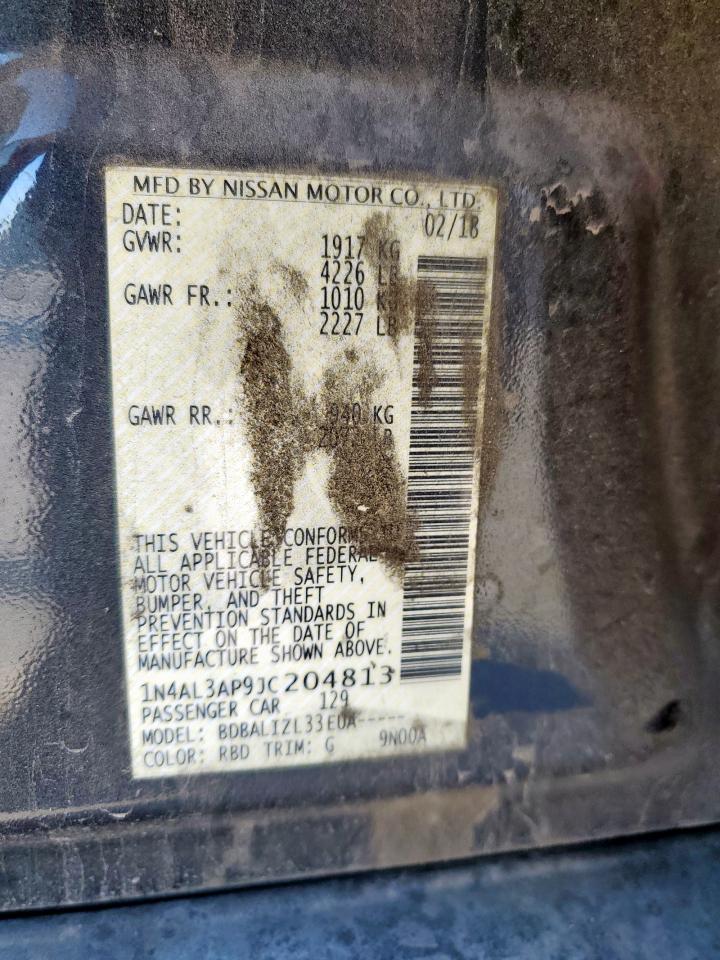 MFD BY NISSAN MOTOR CO., LTD.
DATE: 02/18
GVWR: 1917 KG
4226 LB
GAWR FR.: 1010 KG
2227 LB
GAWR RR.: 940 KG
LB
THIS VEHICLE CONFORMS
ALL APPLICABLE FEDERAL
MOTOR VEHICLE SAFETY,
BUMPER, AND THEFT
PREVENTION STANDARDS IN
EFFECT ON THE DATE OF
MANUFACTURE SHOWN ABOVE.
1N4AL3AP9JC204813
PASSENGER CAR 129
MODEL: BDBALIZL33EUA-----
COLOR: RBD TRIM: G 9N00A